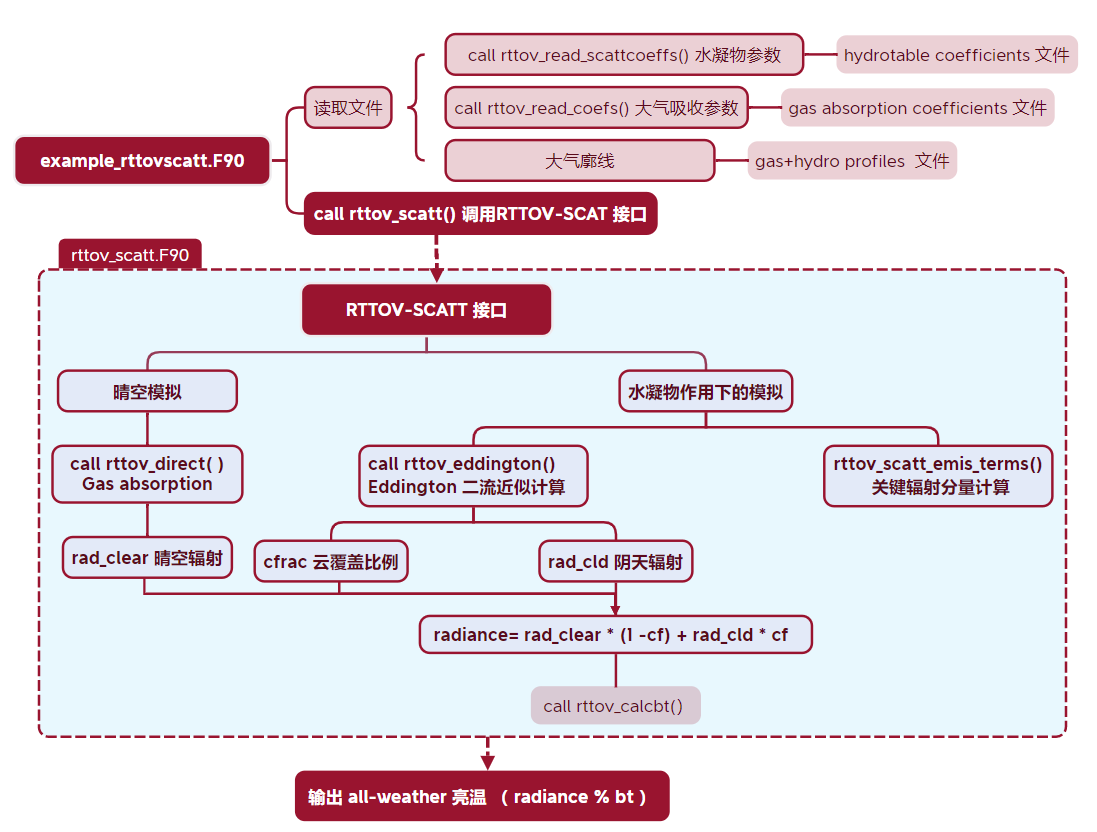 call rttov_read_scattcoeffs() 水凝物参数
hydrotable coefficients 文件
读取文件
call rttov_read_coefs() 大气吸收参数
gas absorption coefficients 文件
example_rttovscatt.F90
大气廓线
gas+hydro profiles 文件
call rttov_scatt() 调用RTTOV-SCAT 接口
rttov_scatt.F90
RTTOV-SCATT 接口
晴空模拟
水凝物作用下的模拟
call rttov_direct( )
Gas absorption
call rttov_eddington()
Eddington 二流近似计算
rttov_scatt_emis_terms()
关键辐射分量计算
rad_clear 晴空辐射
cfrac 云覆盖比例
rad_cld 阴天辐射
radiance= rad_clear * (1 -cf) + rad_cld * cf
call rttov_calcbt()
输出 all-weather 亮温 （ radiance % bt ）